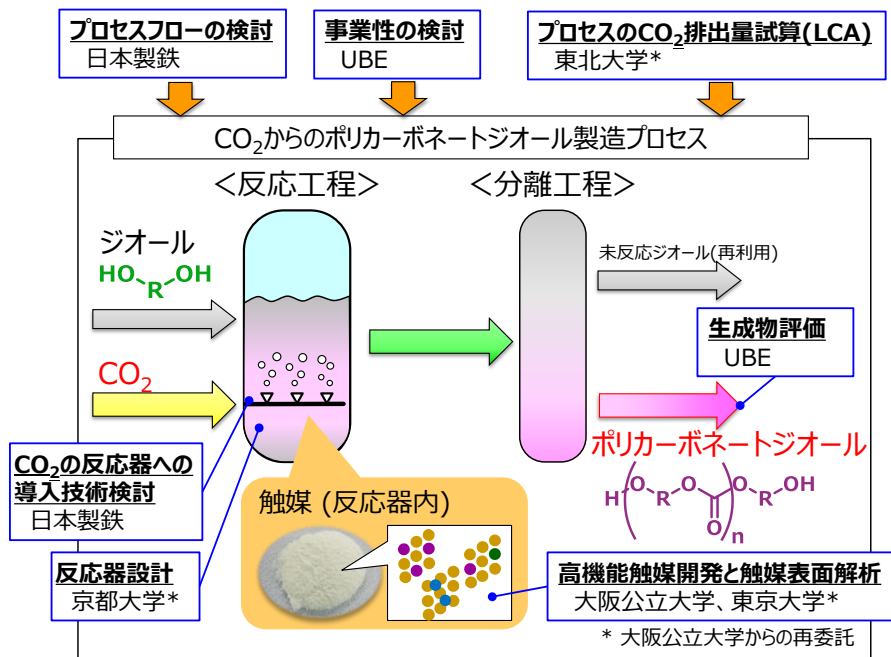 プロセスフローの検討
日本製鉄
事業性の検討
UBE
プロセスのCO₂排出量試算(LCA)
東北大学*
CO₂からのポリカーボネートジオール製造プロセス
＜反応工程＞
＜分離工程＞
ジオール
HO R OH
未反応ジオール(再利用)
CO₂
生成物評価
UBE
ポリカーボネートジオール
H O R O O O R OH n
CO₂の反応器への
導入技術検討
日本製鉄
触媒 (反応器内)
反応器設計
京都大学*
高機能触媒開発と触媒表面解析
大阪公立大学、東京大学*
* 大阪公立大学からの再委託